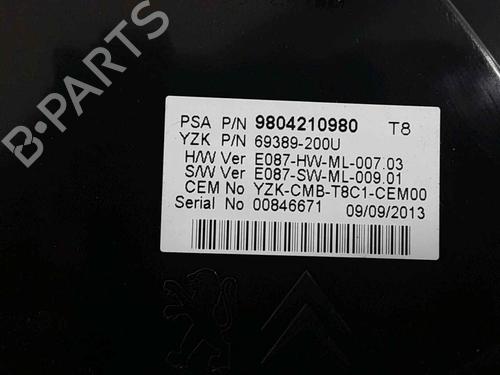 PSA P/N 9804210980 T8
YZK P/N 69389-200U
H/W Ver E087-HW-ML-007.03
S/W Ver E087-SW-ML-009.01
CEM No YZK-CMB-T8C1-CEM00
Serial No 00846671 09/09/2013
B-PARTS